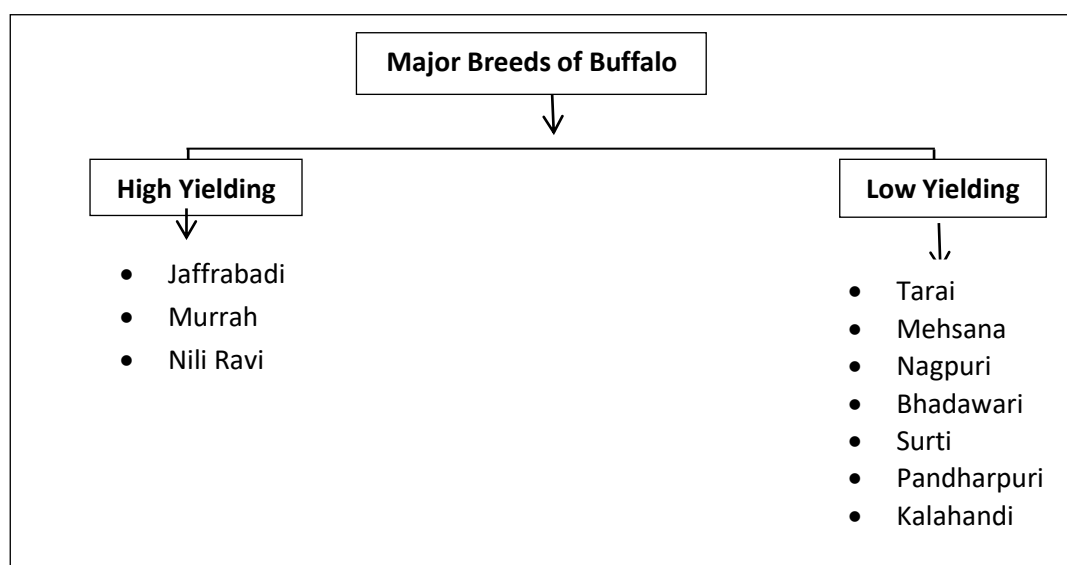 Major Breeds of Buffalo
High Yielding
• Jaffrabadi
• Murrah
• Nili Ravi
Low Yielding
• Tarai
• Mehsana
• Nagpuri
• Bhadawari
• Surti
• Pandharpuri
• Kalahandi